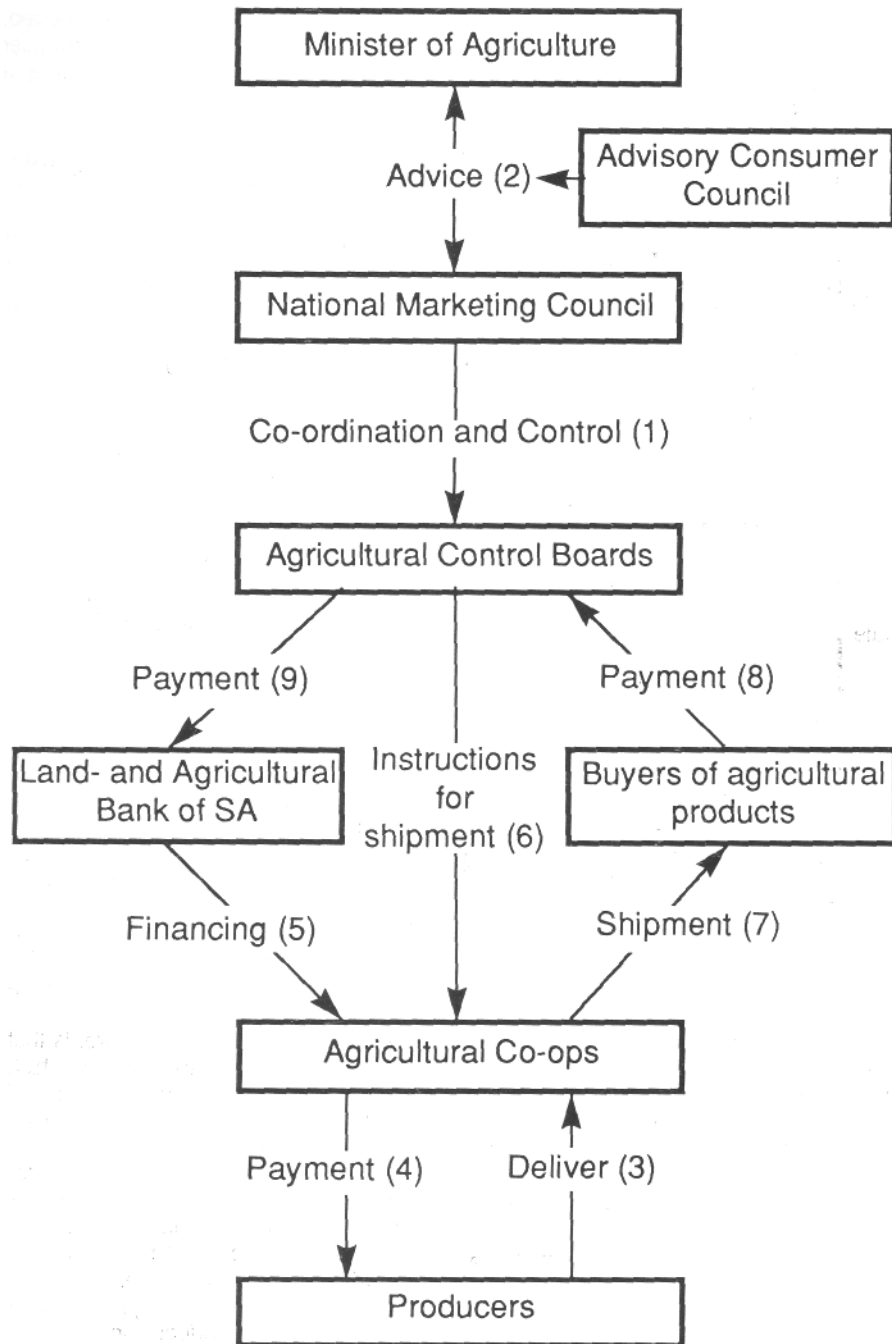 Minister of Agriculture
Advice (2)
Advisory Consumer
Council
National Marketing Council
Co-ordination and Control (1)
Agricultural Control Boards
Payment (9)
Payment (8)
Land- and Agricultural
Bank of SA
Instructions
for
shipment (6)
Buyers of agricultural
products
Financing (5)
Shipment (7)
Agricultural Co-ops
Payment (4)
Deliver (3)
Producers